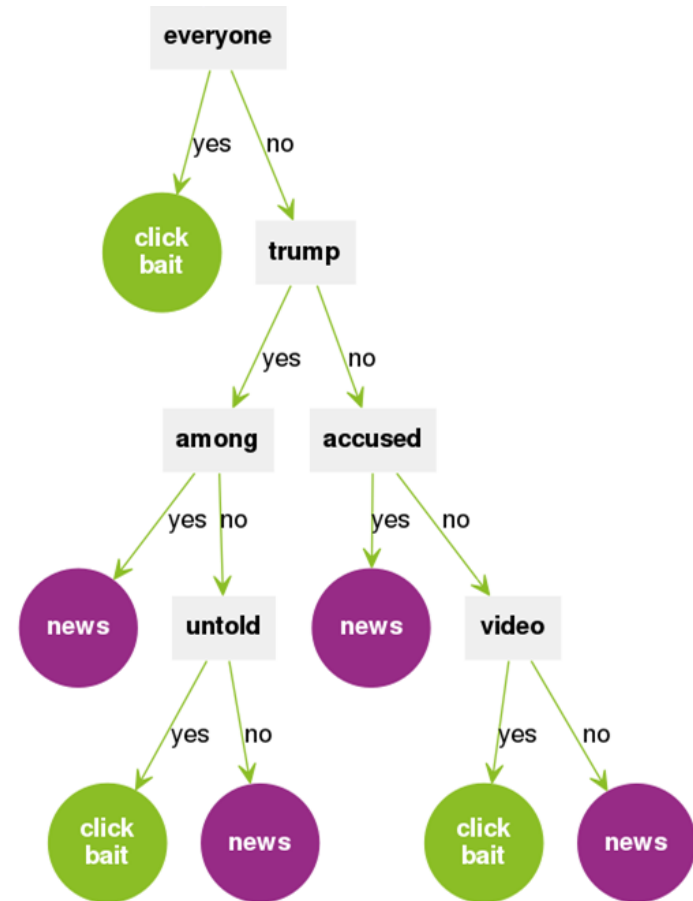 everyone
yes
no
click
bait
trump
yes
no
among
accused
yes
no
yes
no
news
untold
news
video
yes
no
yes
no
click
bait
news
click
bait
news